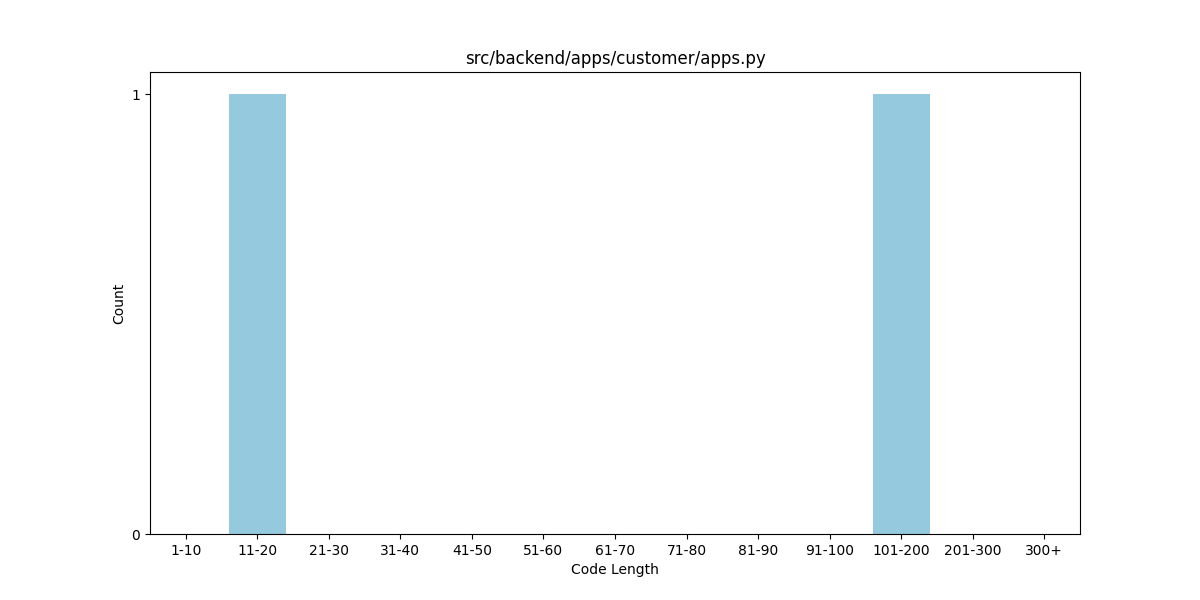 src/backend/apps/customer/apps.py
1
Count
0
1-10 11-20 21-30 31-40 41-50 51-60 61-70 71-80 81-90 91-100 101-200 201-300 300+
Code Length